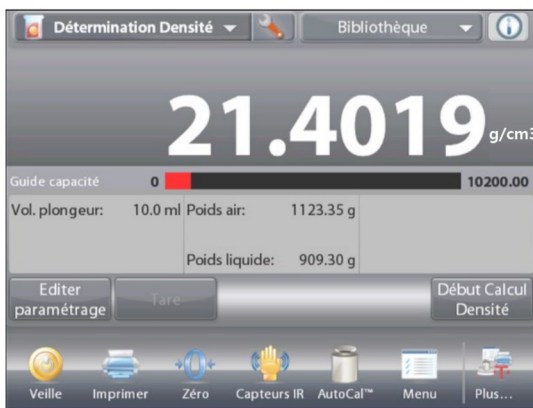 Détermination Densité Bibliothèque
21.4019 g/cm3
Guide capacité 0 10200.00
Vol. plongeur: 10.0 ml Poids air: 1123.35 g
Poids liquide: 909.30 g
Editer paramétrage Tare Début Calcul Densité
Veille Imprimer Zéro Capteurs IR AutoCal™ Menu Plus...